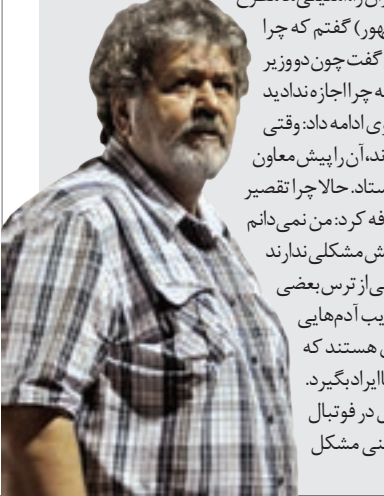 هور) گفتم که چرا
گفت چون دو وزیر
ه چرا اجازه ندادید
وی ادامه داد: وقتی
ند، آن را پیش معاون
ستاد. حالا چرا تقصیر
فه کرد: من نمی‌دانم
ش مشکلی ندارند
ی از ترس بعضی
یب آدم‌هایی
هستند که
ا ایراد بگیرد.
ل در فوتبال
نی مشکل